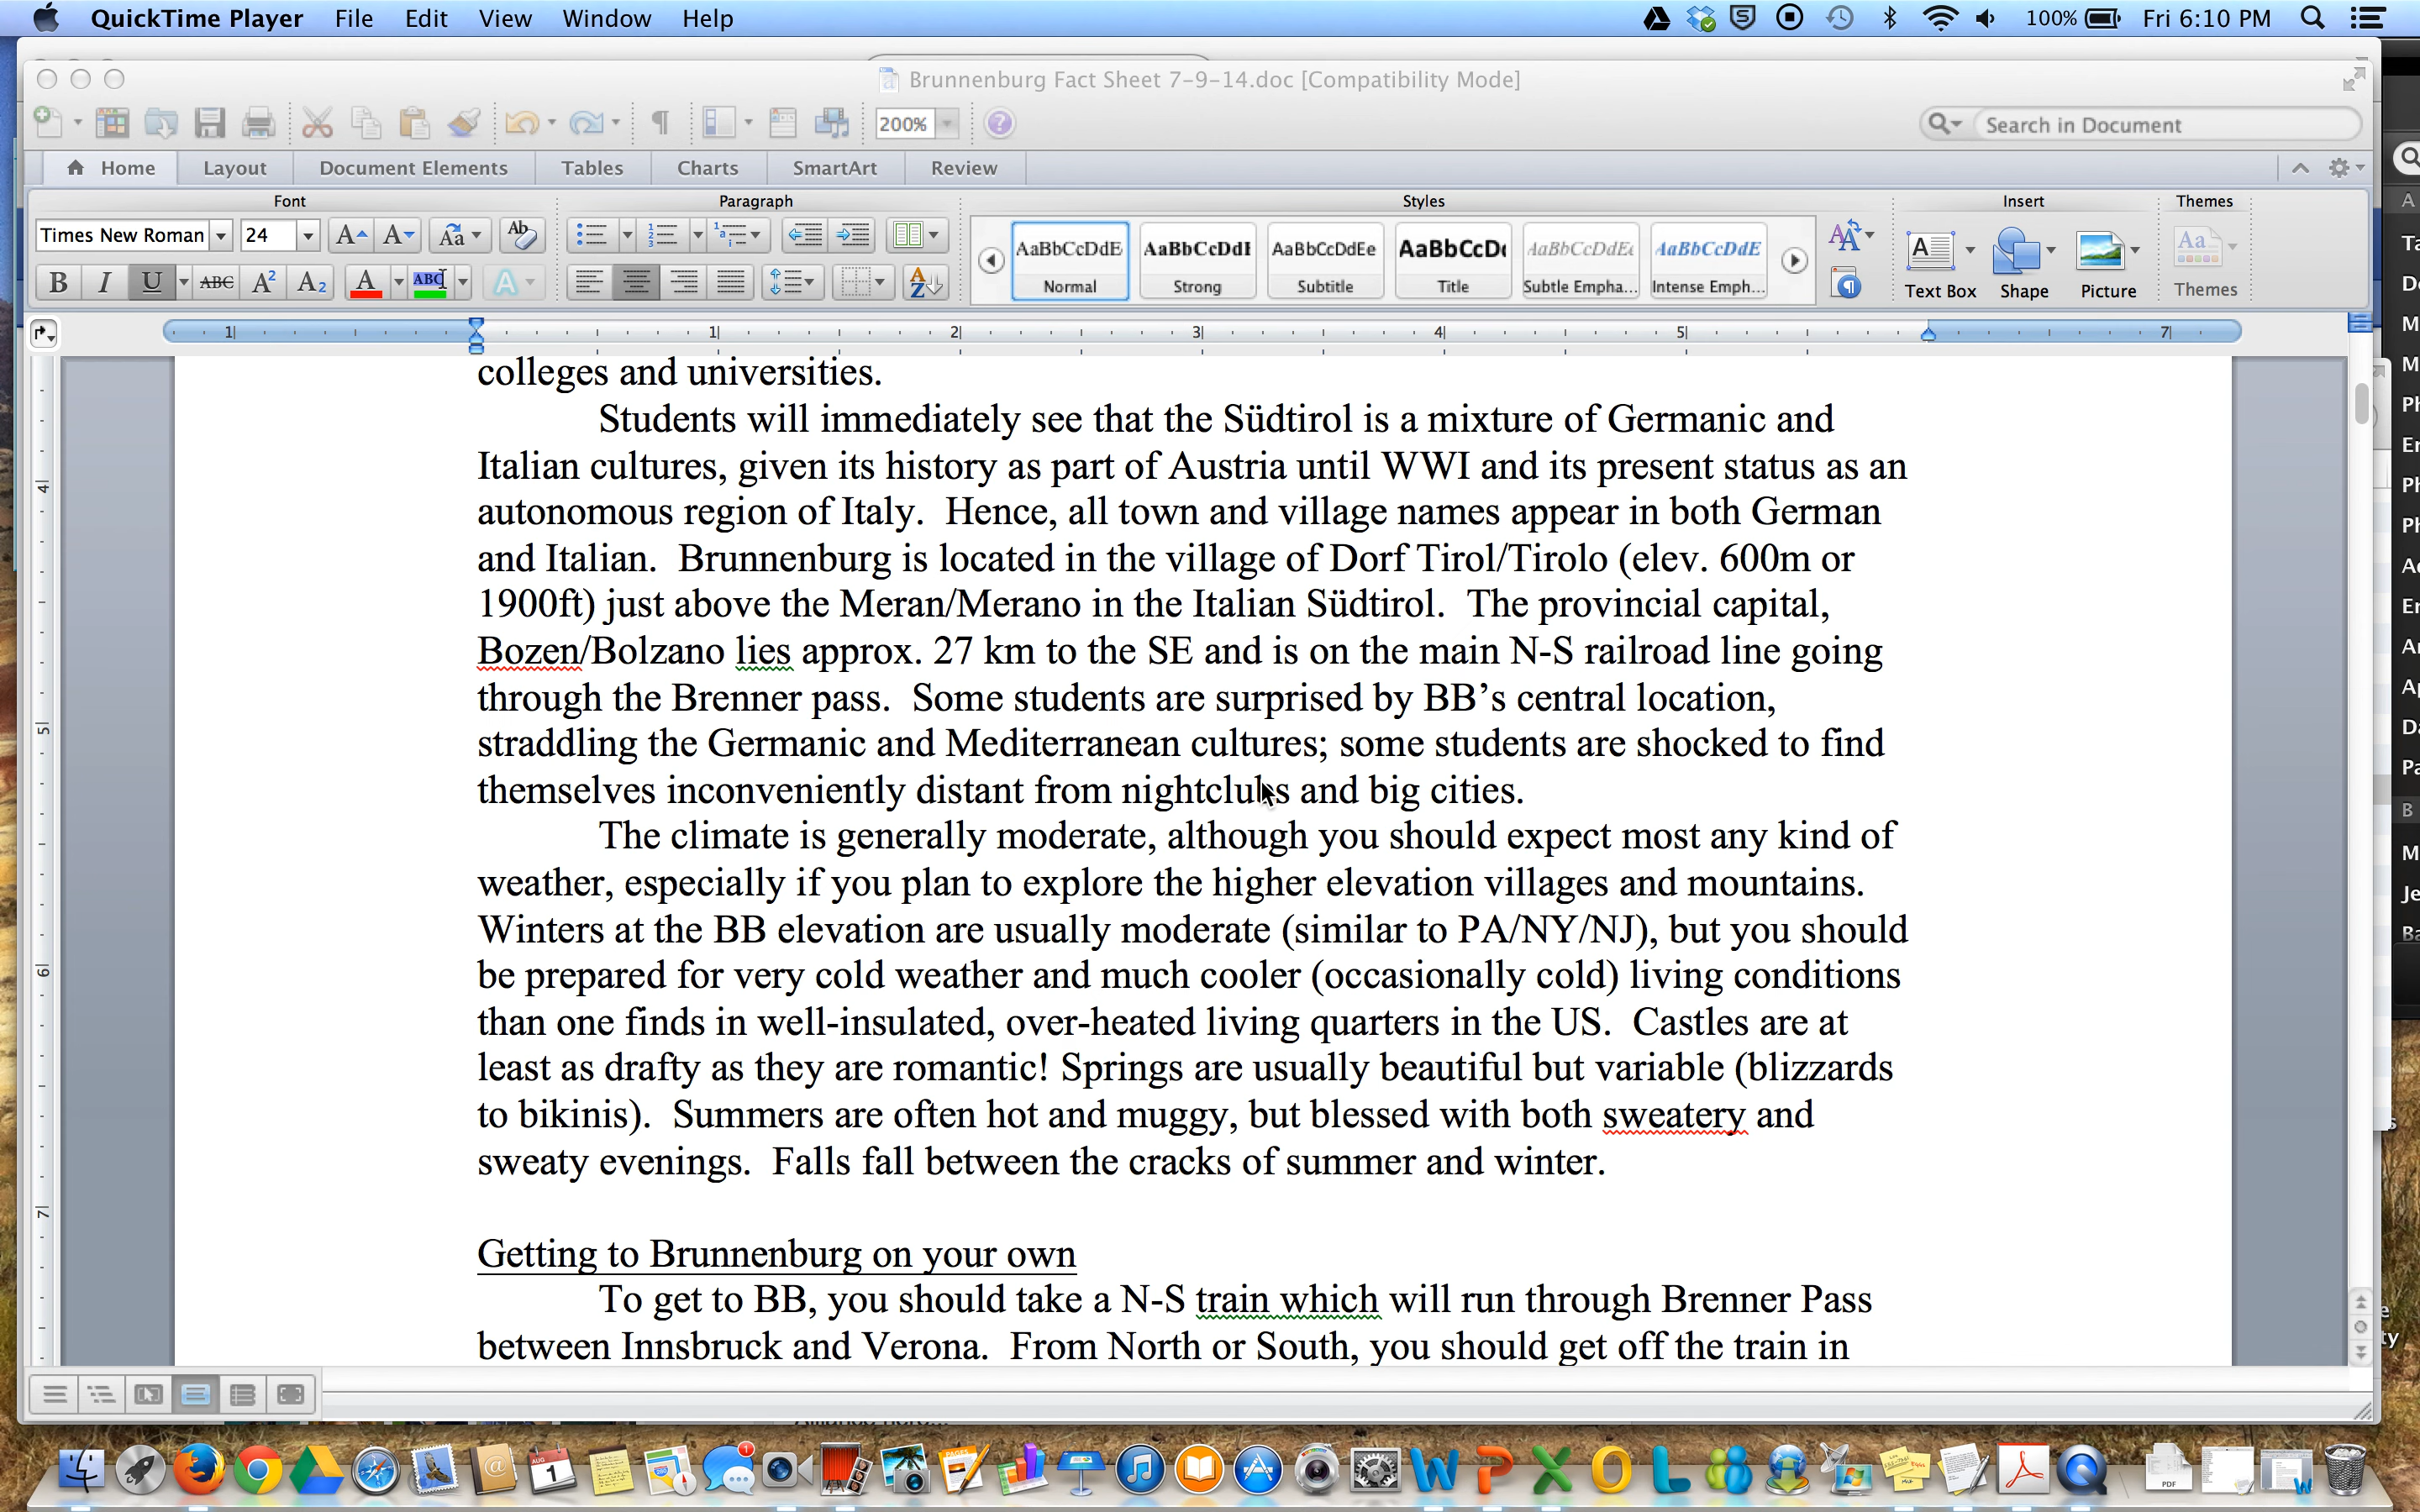 QuickTime Player File Edit View Window Help 100% Fri 6:10 PM
Brunnenburg Fact Sheet 7-9-14.doc [Compatibility Mode]
200% Search in Document
Home Layout Document Elements Tables Charts SmartArt Review
Font Paragraph Styles Insert Themes
Times New Roman 24
AaBbCcDdE AaBbCcDdI AaBbCcDdEe AaBbCcDc AaBbCcDdEe AaBbCcDdE
Normal Strong Subtitle Title Subtle Empha... Intense Emph...
Text Box Shape Picture Themes
1 1 2 3 4 5 7
colleges and universities.
Students will immediately see that the Südtirol is a mixture of Germanic and
Italian cultures, given its history as part of Austria until WWI and its present status as an
autonomous region of Italy.  Hence, all town and village names appear in both German
and Italian.  Brunnenburg is located in the village of Dorf Tirol/Tirolo (elev. 600m or
1900ft) just above the Meran/Merano in the Italian Südtirol.  The provincial capital,
Bozen/Bolzano lies approx. 27 km to the SE and is on the main N-S railroad line going
through the Brenner pass.  Some students are surprised by BB’s central location,
straddling the Germanic and Mediterranean cultures; some students are shocked to find
themselves inconveniently distant from nightclubs and big cities.
The climate is generally moderate, although you should expect most any kind of
weather, especially if you plan to explore the higher elevation villages and mountains.
Winters at the BB elevation are usually moderate (similar to PA/NY/NJ), but you should
be prepared for very cold weather and much cooler (occasionally cold) living conditions
than one finds in well-insulated, over-heated living quarters in the US.  Castles are at
least as drafty as they are romantic! Springs are usually beautiful but variable (blizzards
to bikinis).  Summers are often hot and muggy, but blessed with both sweatery and
sweaty evenings.  Falls fall between the cracks of summer and winter.
Getting to Brunnenburg on your own
To get to BB, you should take a N-S train which will run through Brenner Pass
between Innsbruck and Verona.  From North or South, you should get off the train in